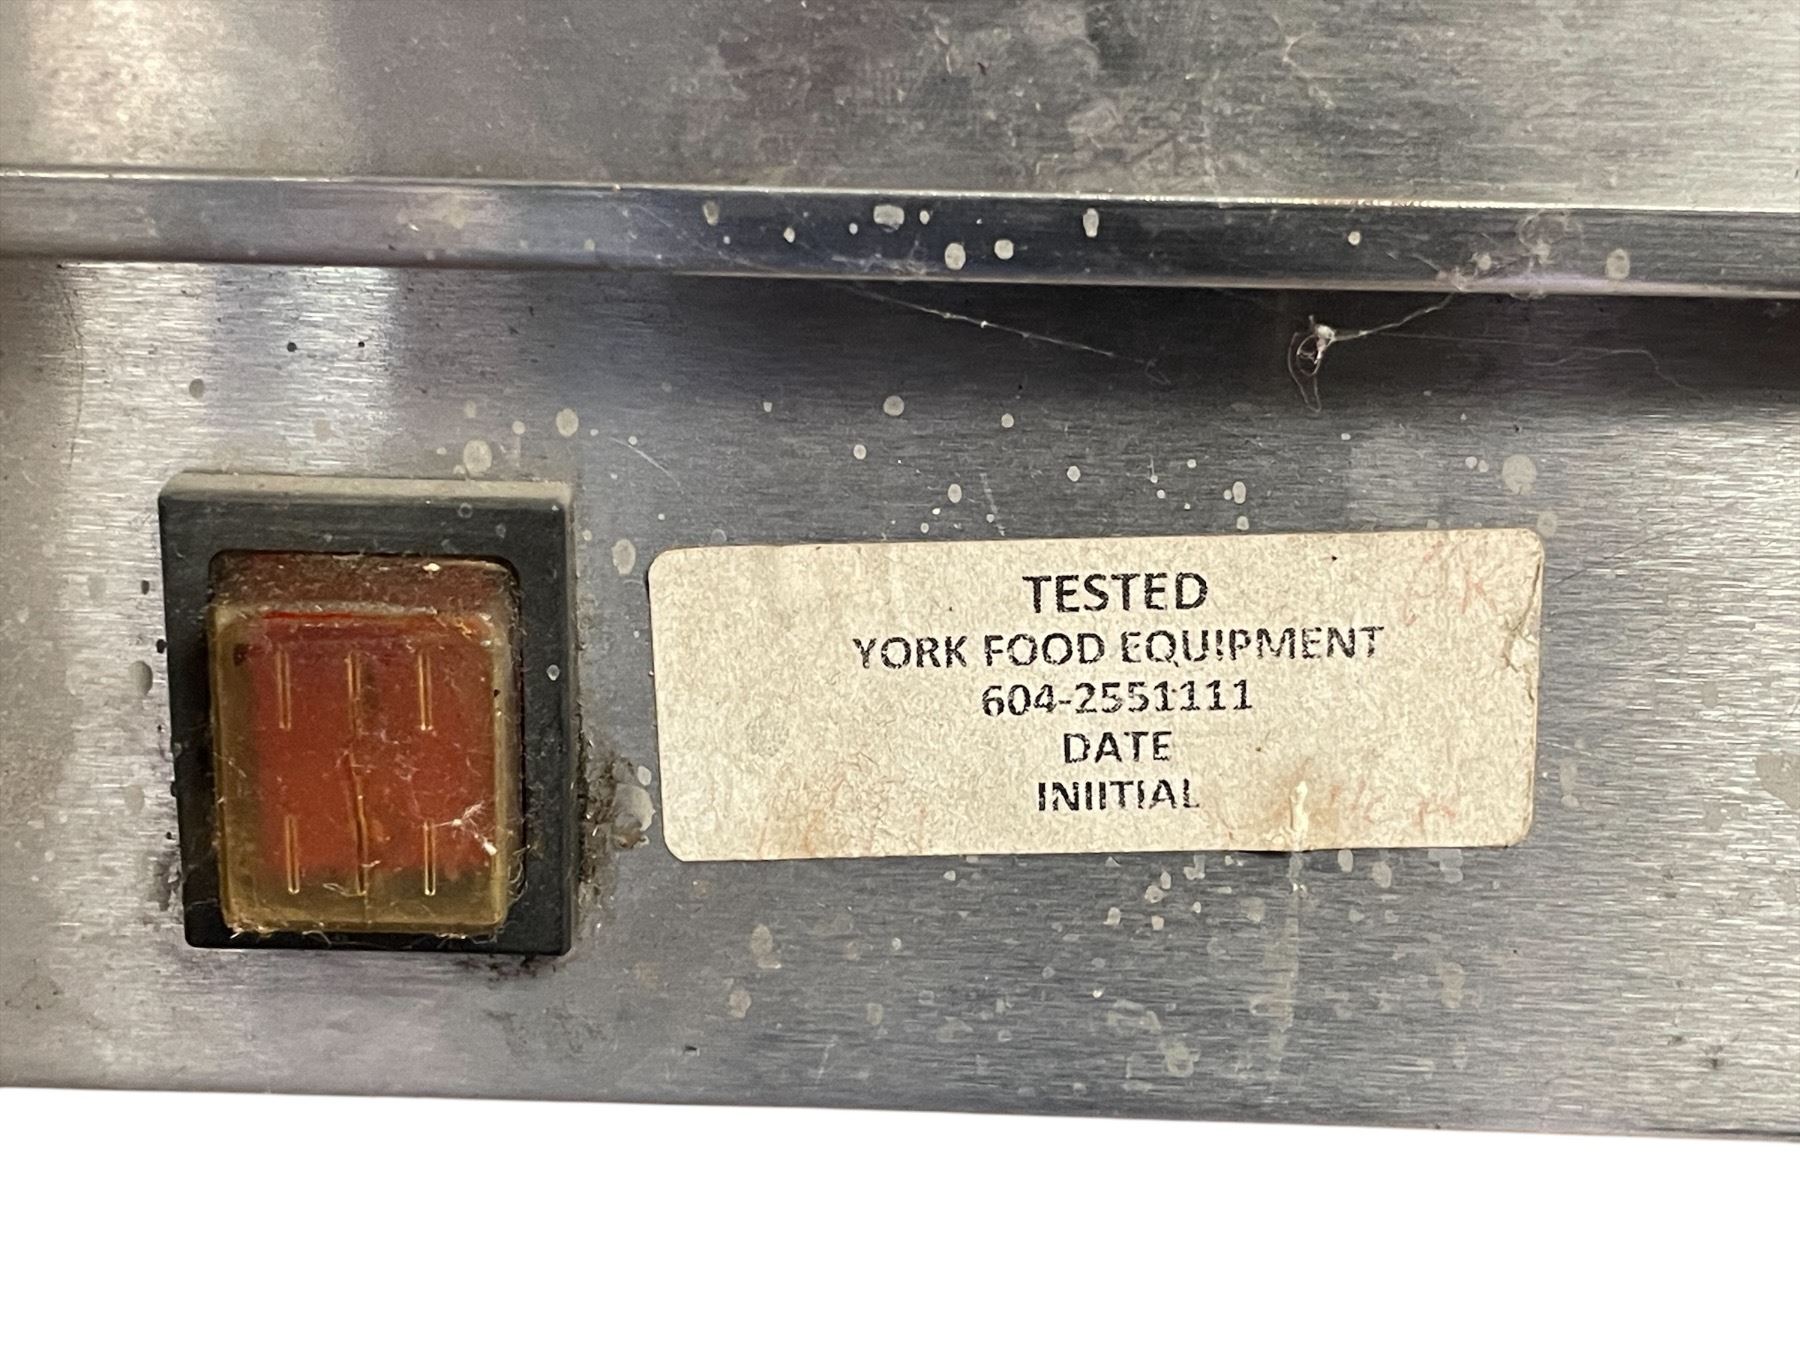 TESTED
YORK FOOD EQUIPMENT
604-2551111
DATE
INIITIAL